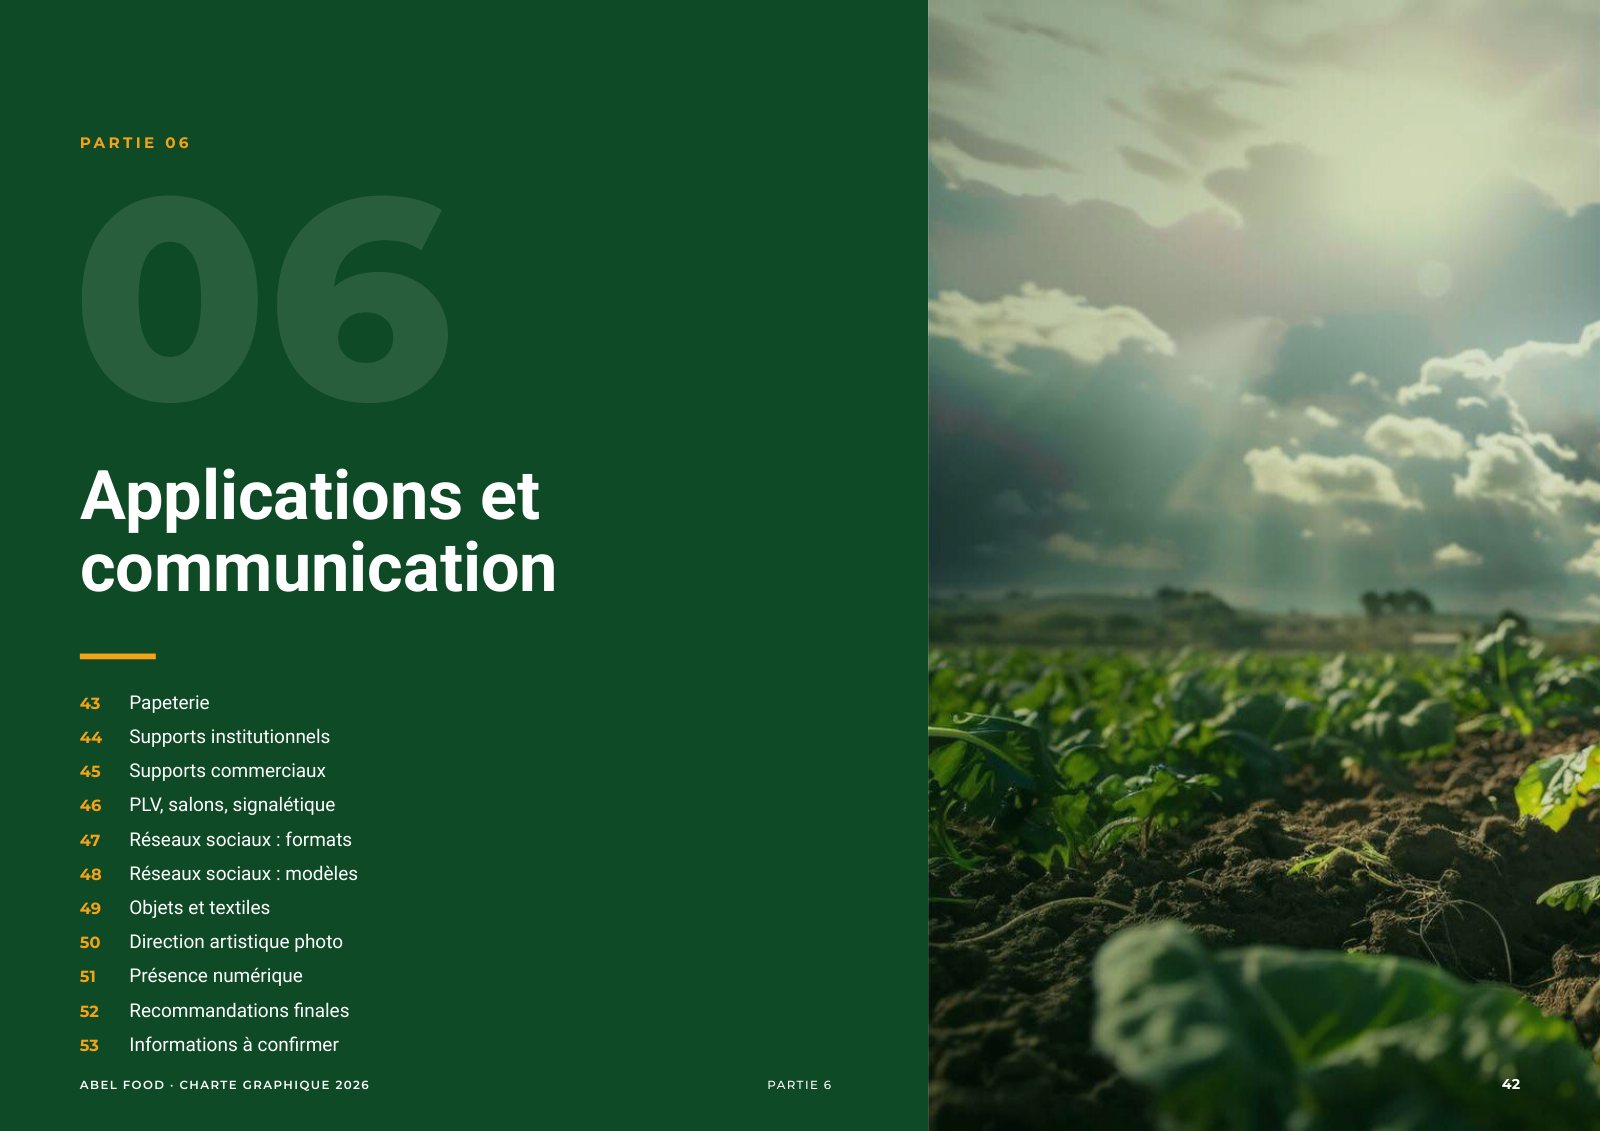 PARTIE 06
06
Applications et
communication
43 Papeterie
44 Supports institutionnels
45 Supports commerciaux
46 PLV, salons, signalétique
47 Réseaux sociaux : formats
48 Réseaux sociaux : modèles
49 Objets et textiles
50 Direction artistique photo
51 Présence numérique
52 Recommandations finales
53 Informations à confirmer
ABEL FOOD · CHARTE GRAPHIQUE 2026 PARTIE 6 42